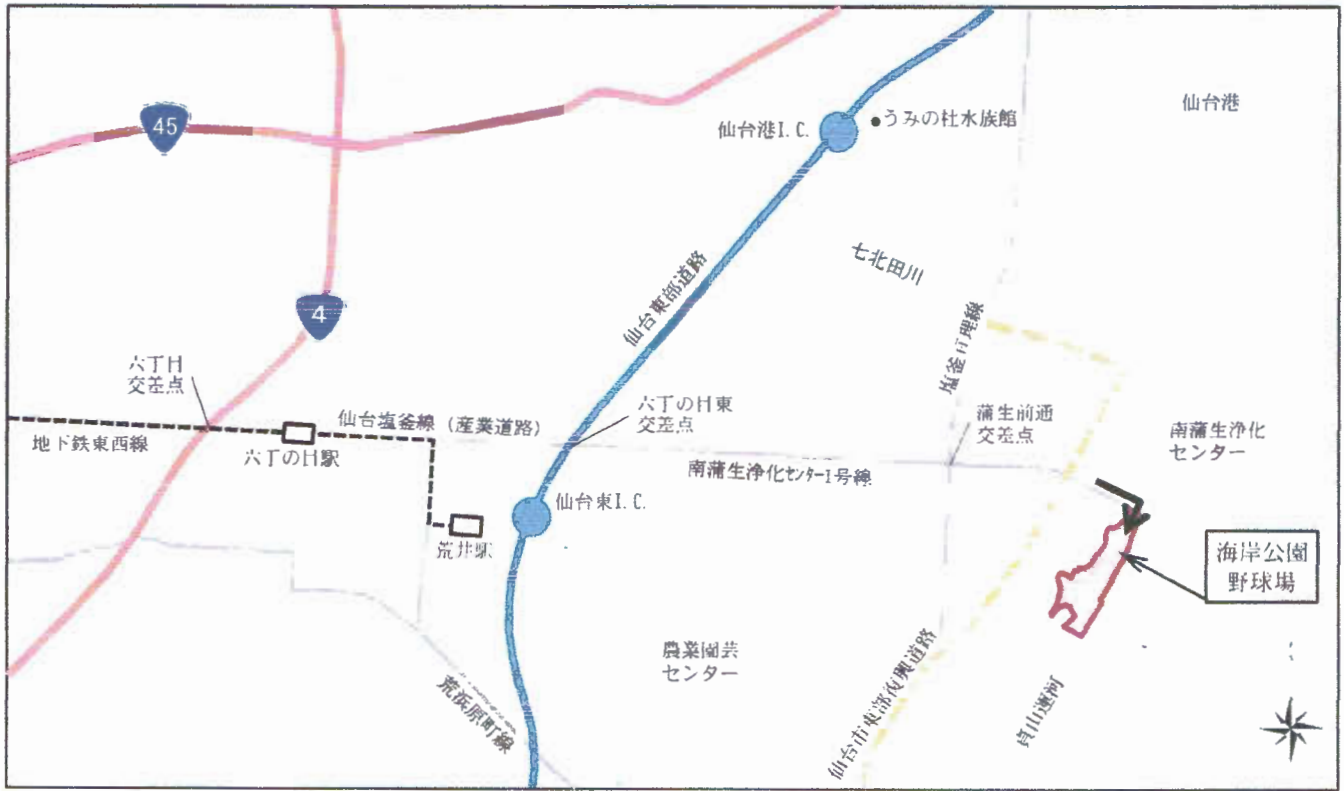 45
仙台港I.C.
●うみの杜水族館
仙台港
七北田川
4
仙台東部道路
塩釜亘理線
六丁目
交差点
六丁の目東
交差点
蒲生前通
交差点
南蒲生浄化
センター
仙台塩釜線（産業道路）
地下鉄東西線
六丁の目駅
南蒲生浄化センター1号線
仙台東I.C.
荒井駅
海岸公園
野球場
農業園芸
センター
荒浜原町線
仙台市東部復興道路
貞山運河